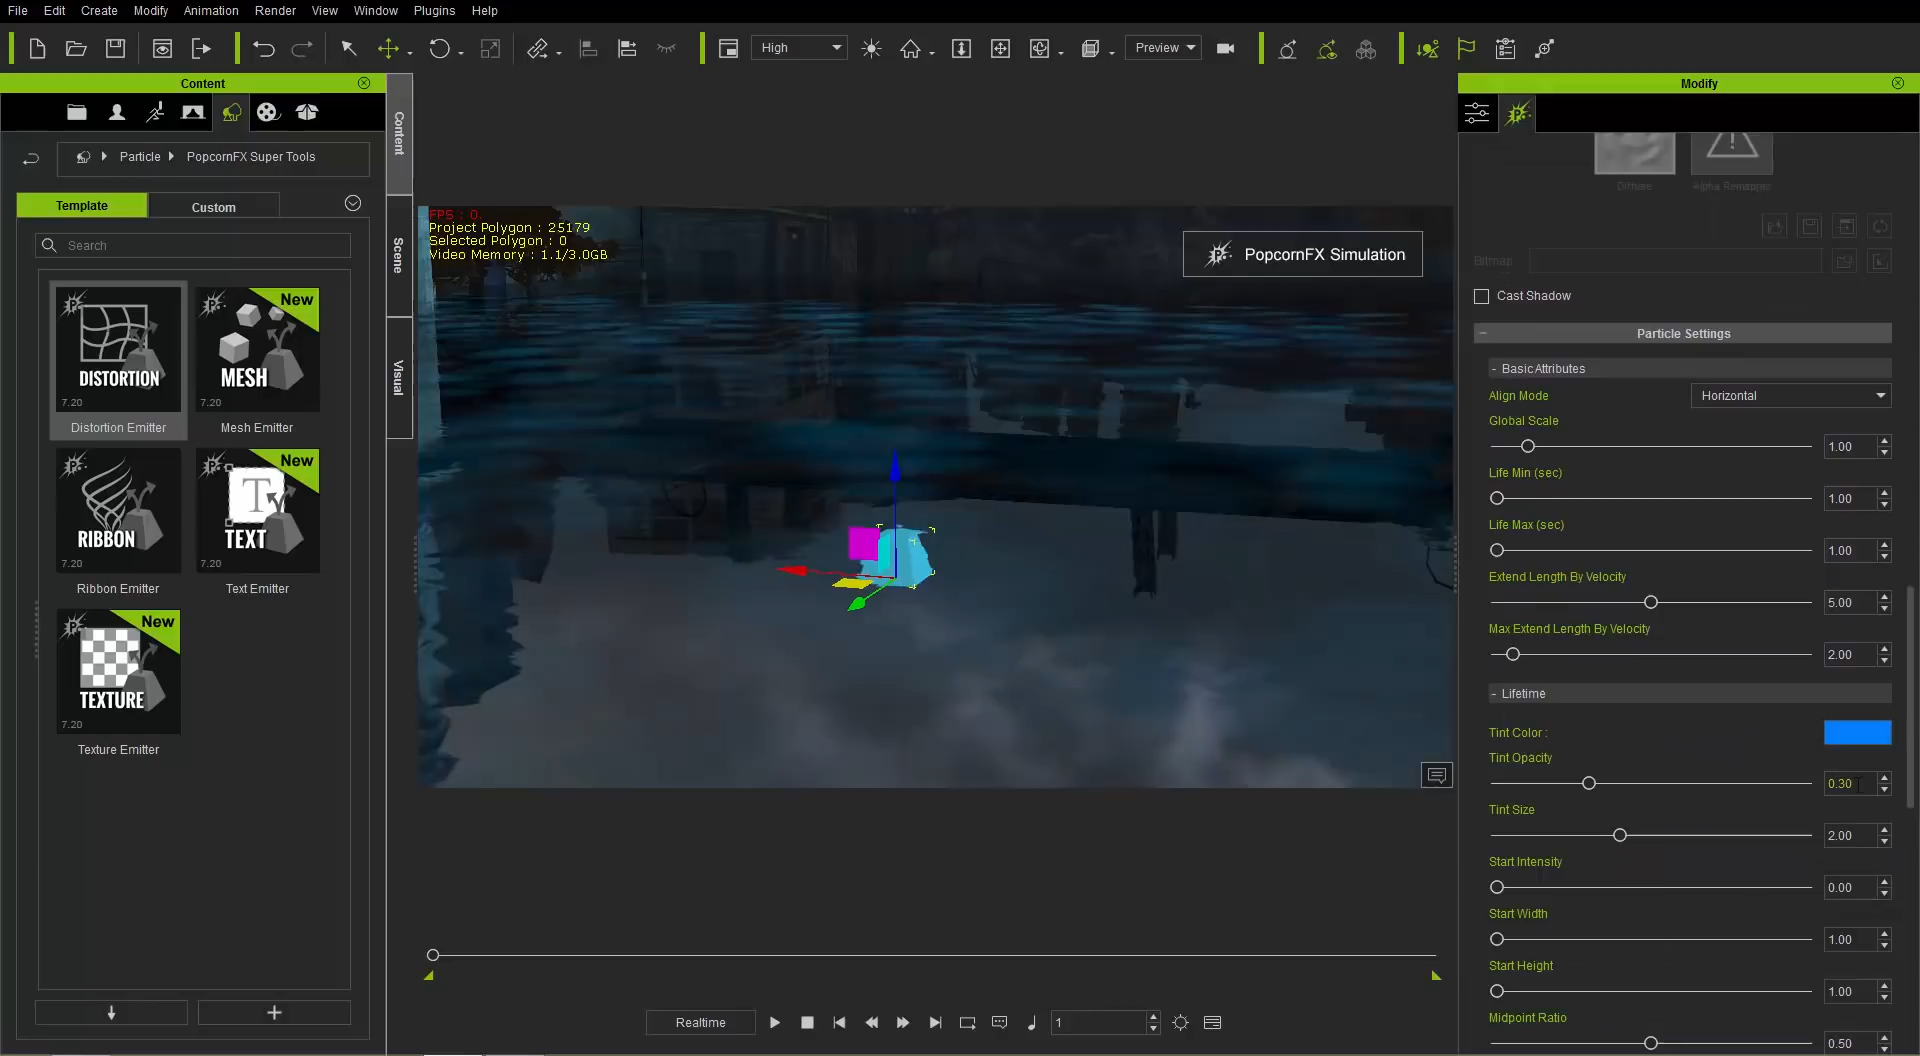 File Edit Create Modify Animation Render View Window Plugins Help
High
Preview
Content
Modify
Particle PopcornFX Super Tools
Template Custom
Search
Content
Scene
Visual
DISTORTION
7.20
Distortion Emitter
New
MESH
7.20
Mesh Emitter
RIBBON
7.20
Ribbon Emitter
New
T
TEXT
7.20
Text Emitter
New
TEXTURE
7.20
Texture Emitter
FPS : 0.
Project Polygon : 25179
Selected Polygon : 0
Video Memory : 1.1/3.0GB
PopcornFX Simulation
Realtime
1
Diffuse Alpha Remapper
Bitmap
Cast Shadow
Particle Settings
- Basic Attributes
Align Mode Horizontal
Global Scale
1.00
Life Min (sec)
1.00
Life Max (sec)
1.00
Extend Length By Velocity
5.00
Max Extend Length By Velocity
2.00
- Lifetime
Tint Color :
Tint Opacity
0.30
Tint Size
2.00
Start Intensity
0.00
Start Width
1.00
Start Height
1.00
Midpoint Ratio
0.50